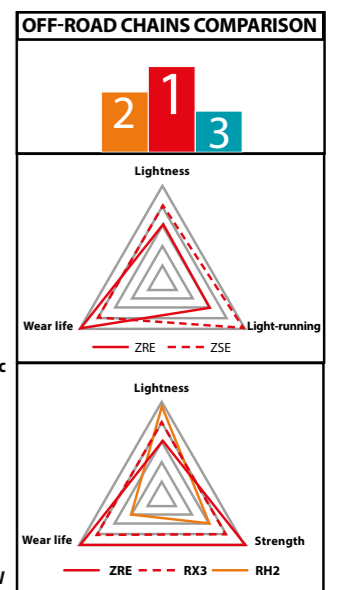 OFF-ROAD CHAINS COMPARISON
2 1 3
Lightness
Wear life Light-running
ZRE ZSE
c
Lightness
Wear life Strength
ZRE RX3 RH2